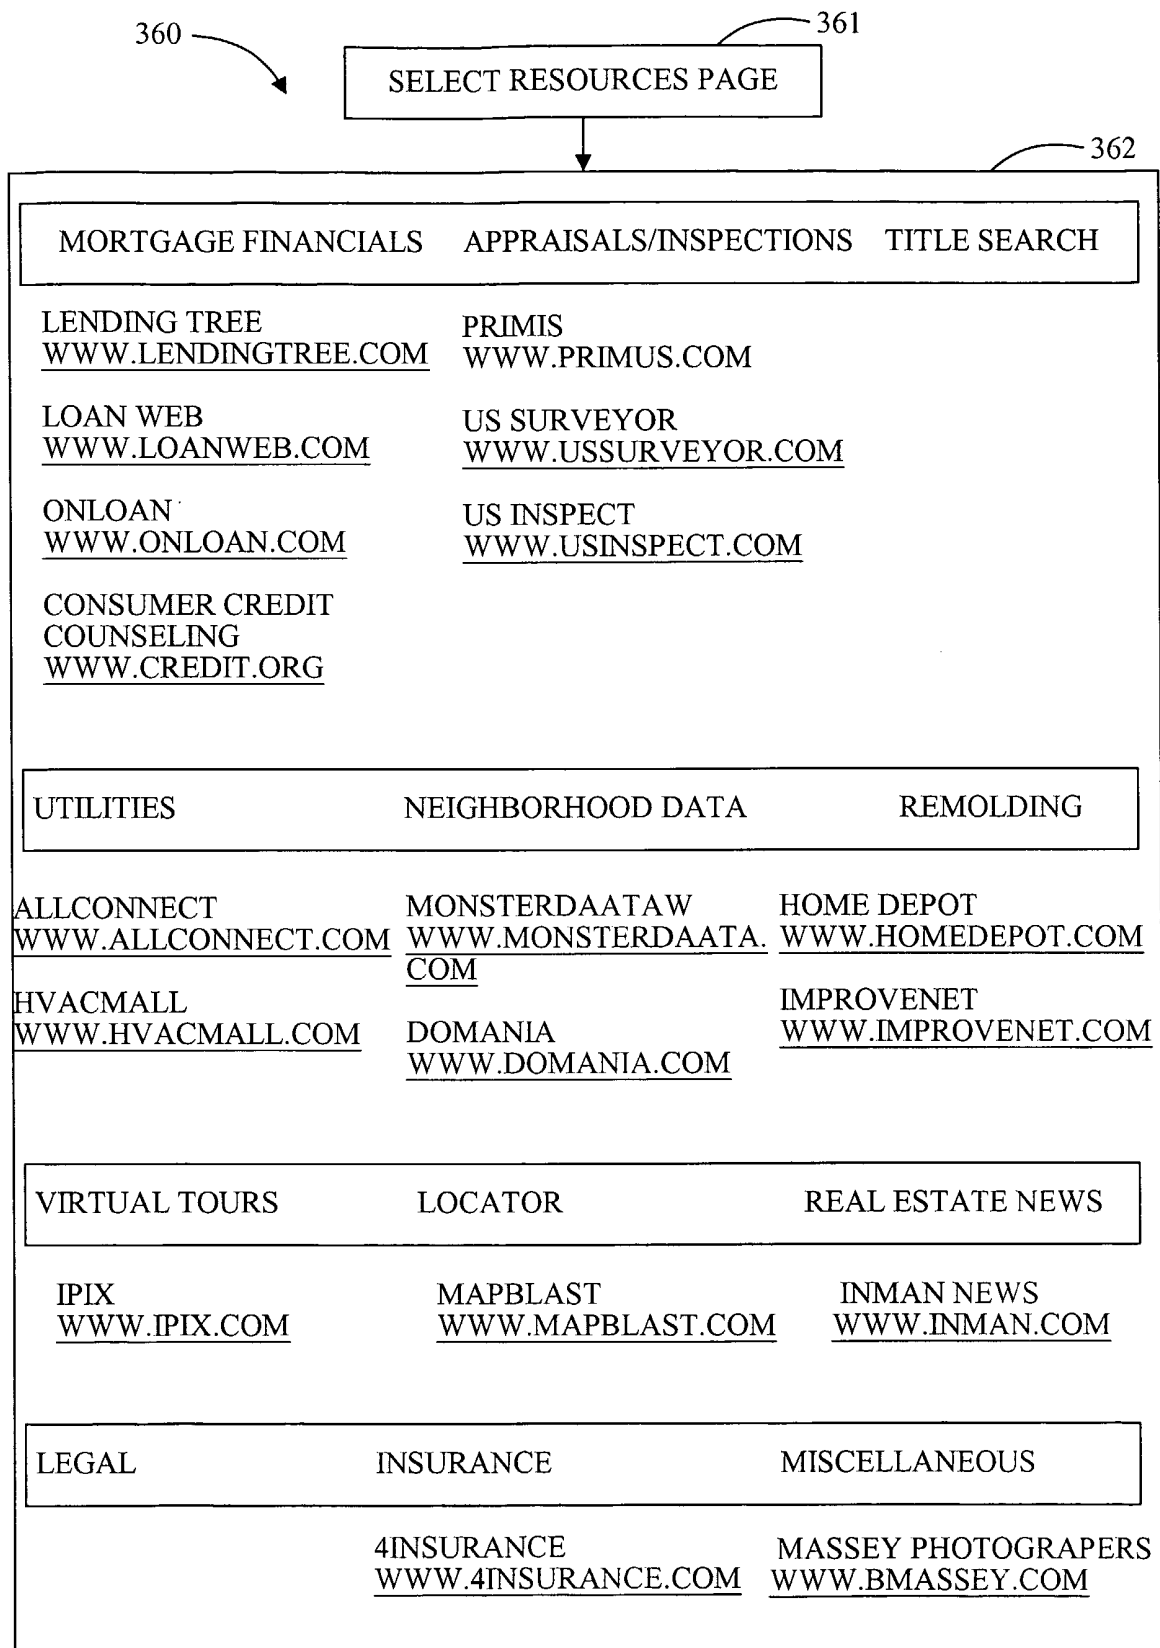 360
361
SELECT RESOURCES PAGE
362
MORTGAGE FINANCIALS APPRAISALS/INSPECTIONS TITLE SEARCH
LENDING TREE
WWW.LENDINGTREE.COM
LOAN WEB
WWW.LOANWEB.COM
ONLOAN
WWW.ONLOAN.COM
CONSUMER CREDIT
COUNSELING
WWW.CREDIT.ORG
PRIMIS
WWW.PRIMUS.COM
US SURVEYOR
WWW.USSURVEYOR.COM
US INSPECT
WWW.USINSPECT.COM
UTILITIES NEIGHBORHOOD DATA REMOLDING
ALLCONNECT
WWW.ALLCONNECT.COM
HVACMALL
WWW.HVACMALL.COM
MONSTERDAATAW
WWW.MONSTERDAATA.
COM
DOMANIA
WWW.DOMANIA.COM
HOME DEPOT
WWW.HOMEDEPOT.COM
IMPROVENET
WWW.IMPROVENET.COM
VIRTUAL TOURS LOCATOR REAL ESTATE NEWS
IPIX
WWW.IPIX.COM
MAPBLAST
WWW.MAPBLAST.COM
INMAN NEWS
WWW.INMAN.COM
LEGAL INSURANCE MISCELLANEOUS
4INSURANCE
WWW.4INSURANCE.COM
MASSEY PHOTOGRAPERS
WWW.BMASSEY.COM